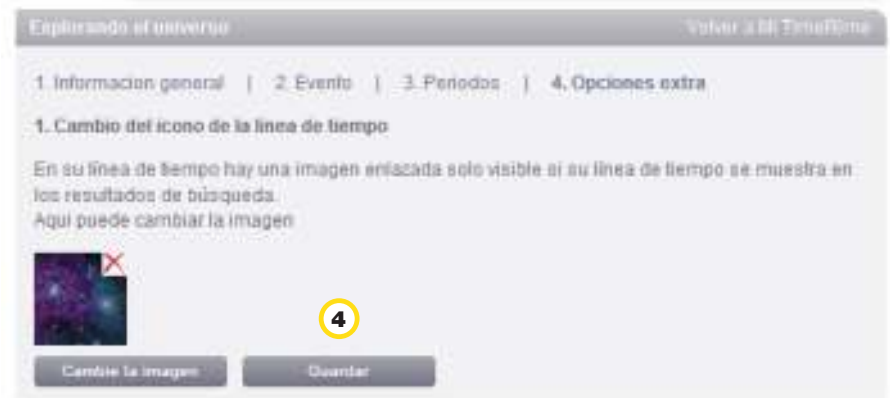 Explorando el universo Volver a Mi TimeRime
1. Informacion general | 2. Evento | 3. Periodos | 4. Opciones extra
1. Cambio del icono de la linea de tiempo
En su línea de tiempo hay una imagen enlazada solo visible si su línea de tiempo se muestra en
los resultados de búsqueda.
Aqui puede cambiar la imagen
4
Cambie la imagen Guardar